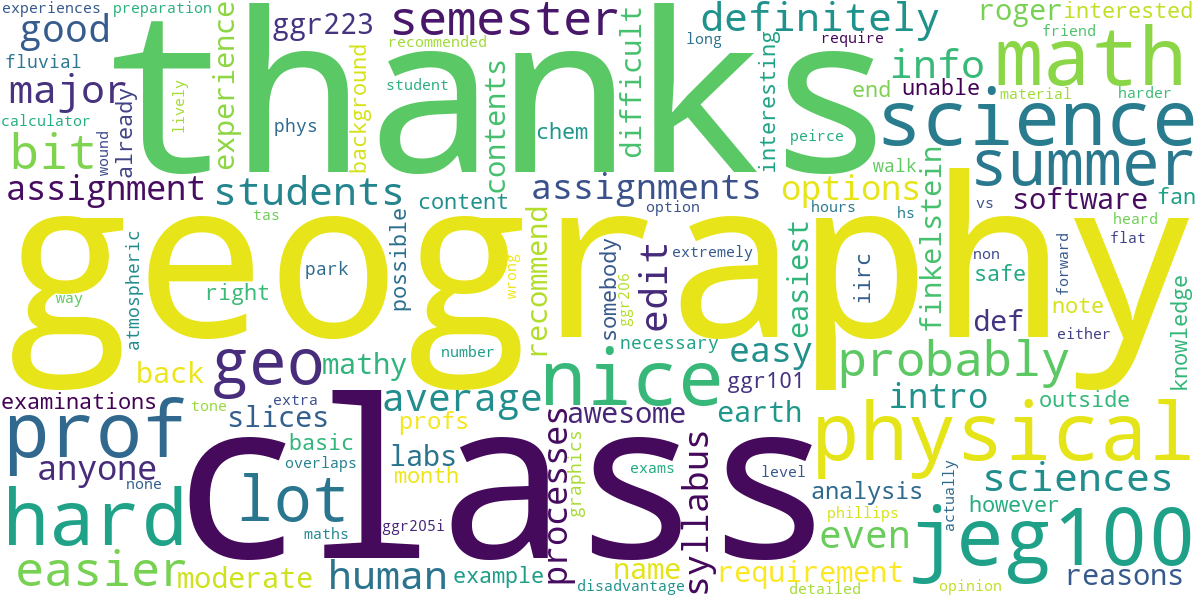 experiences preparation
good ggr223 semester definitely roger interested
thanks
recommended long require friend
fluvial experience student info math
major lively background contents difficult interesting end unable material harder
calculator already phys chem peirce science
bit wound walk summer
assignment students content assignments options software fan
tas option hours hs vs heard
geography
atmospheric possible recommend somebody edit extremely easiest iirc finkelstein non forward flat
way park right wrong ggr206 safe note knowledge
number necessary def either
geo mathy nice easy probably
back ggr101
examinations tone extra average awesome earth intro outside
prof slices profs physical
class
anyone basic labs processes graphics syllabus sciences
none overlaps month exams level analysis actually however
hard lot maths ggr205i phillips even jeg100
easier moderate human example name requirement reasons
disadvantage detailed opinion